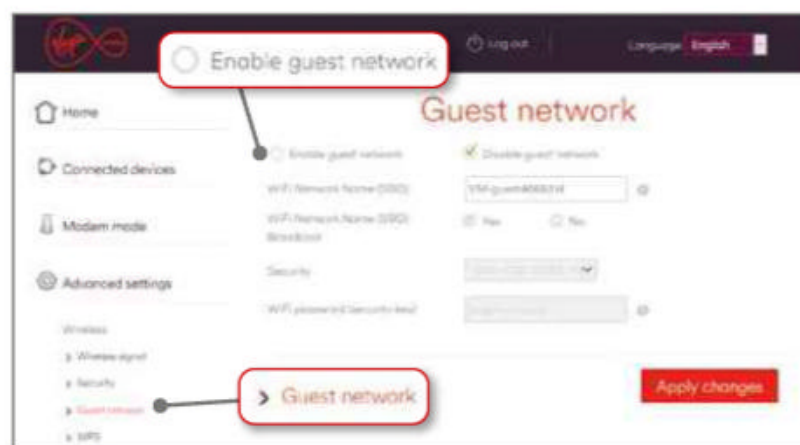 Enable guest network
Log out
Language English
Guest network
Home
Connected devices
Modem mode
Advanced settings
Enable guest network
Disable guest network
WiFi Network Name (SSID)
WiFi Network Name (SSID) Broadcast
Yes
No
Security
WiFi password (security key)
Wireless
Wireless signal
Security
Guest network
WPS
Guest network
Apply changes